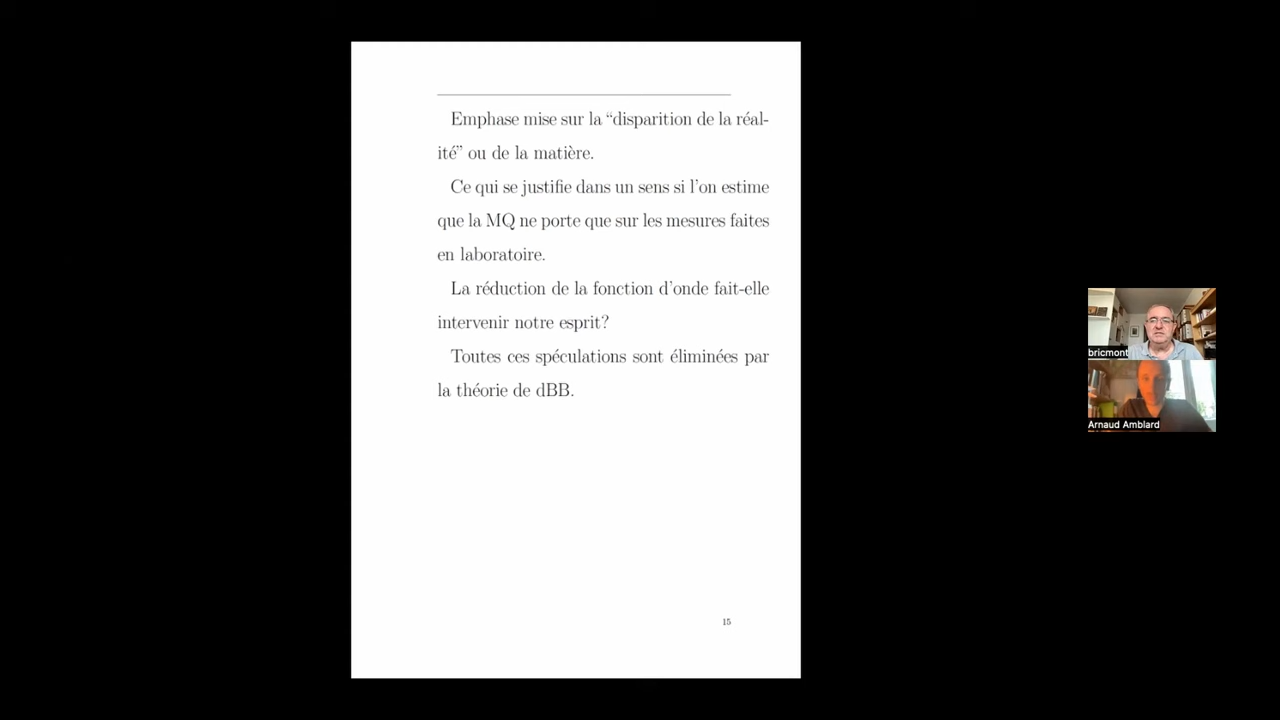 Emphase mise sur la “disparition de la réal-
ité” ou de la matière.
Ce qui se justifie dans un sens si l’on estime
que la MQ ne porte que sur les mesures faites
en laboratoire.
La réduction de la fonction d’onde fait-elle
intervenir notre esprit?
Toutes ces spéculations sont éliminées par
la théorie de dBB.
15
bricmont
Arnaud Amblard